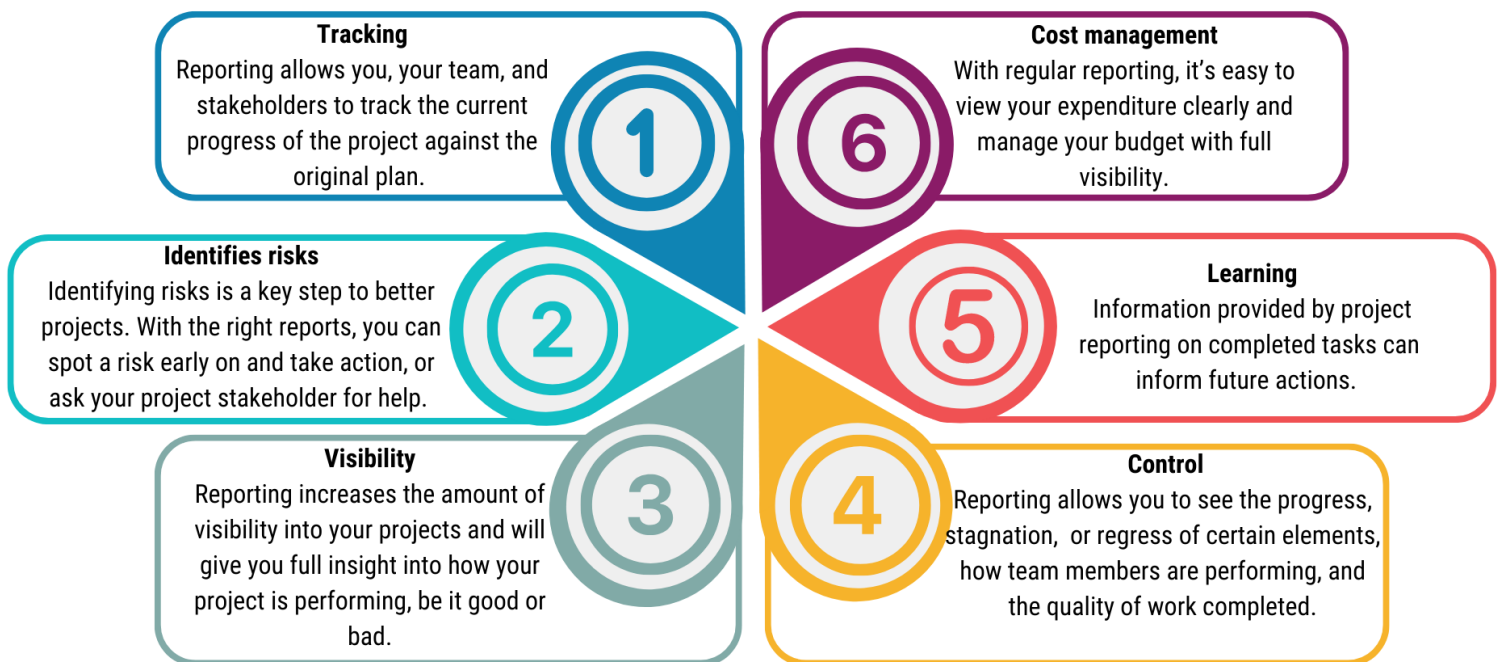 Tracking
Reporting allows you, your team, and
stakeholders to track the current
progress of the project against the
original plan.
1
Identifies risks
Identifying risks is a key step to better
projects. With the right reports, you can
spot a risk early on and take action, or
ask your project stakeholder for help.
2
Visibility
Reporting increases the amount of
visibility into your projects and will
give you full insight into how your
project is performing, be it good or
bad.
3
4
Control
Reporting allows you to see the progress,
stagnation,  or regress of certain elements,
how team members are performing, and
the quality of work completed.
5
Learning
Information provided by project
reporting on completed tasks can
inform future actions.
6
Cost management
With regular reporting, it’s easy to
view your expenditure clearly and
manage your budget with full
visibility.